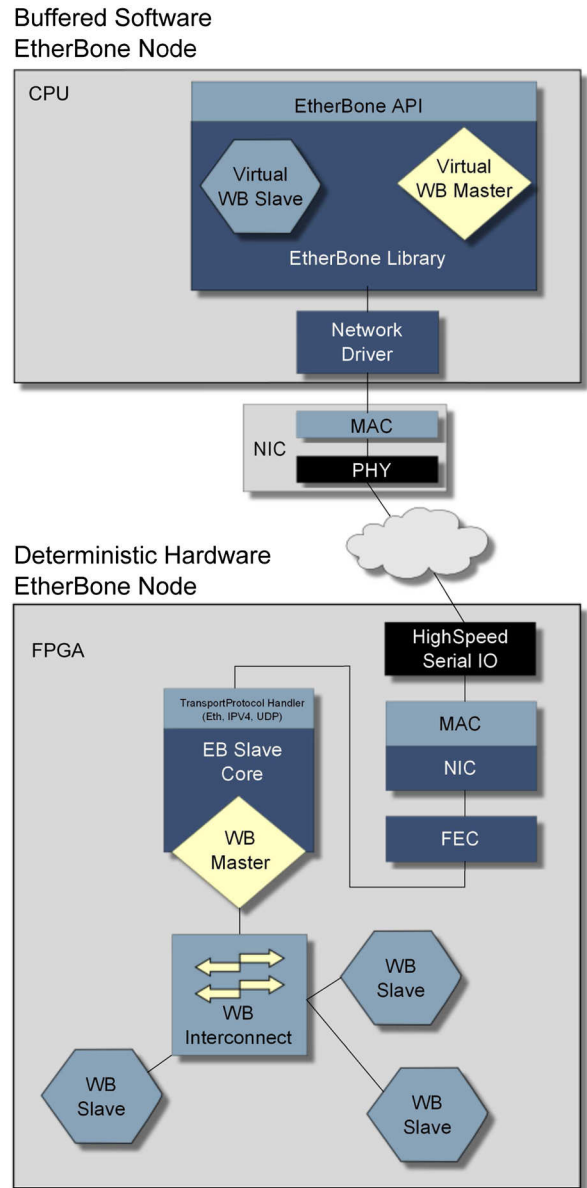 Buffered Software
EtherBone Node
CPU
EtherBone API
Virtual
WB Slave
Virtual
WB Master
EtherBone Library
Network
Driver
NIC
MAC
PHY
Deterministic Hardware
EtherBone Node
FPGA
HighSpeed
Serial IO
TransportProtocol Handler
(Eth, IPV4, UDP)
EB Slave
Core
MAC
NIC
FEC
WB
Master
WB
Interconnect
WB
Slave
WB
Slave
WB
Slave